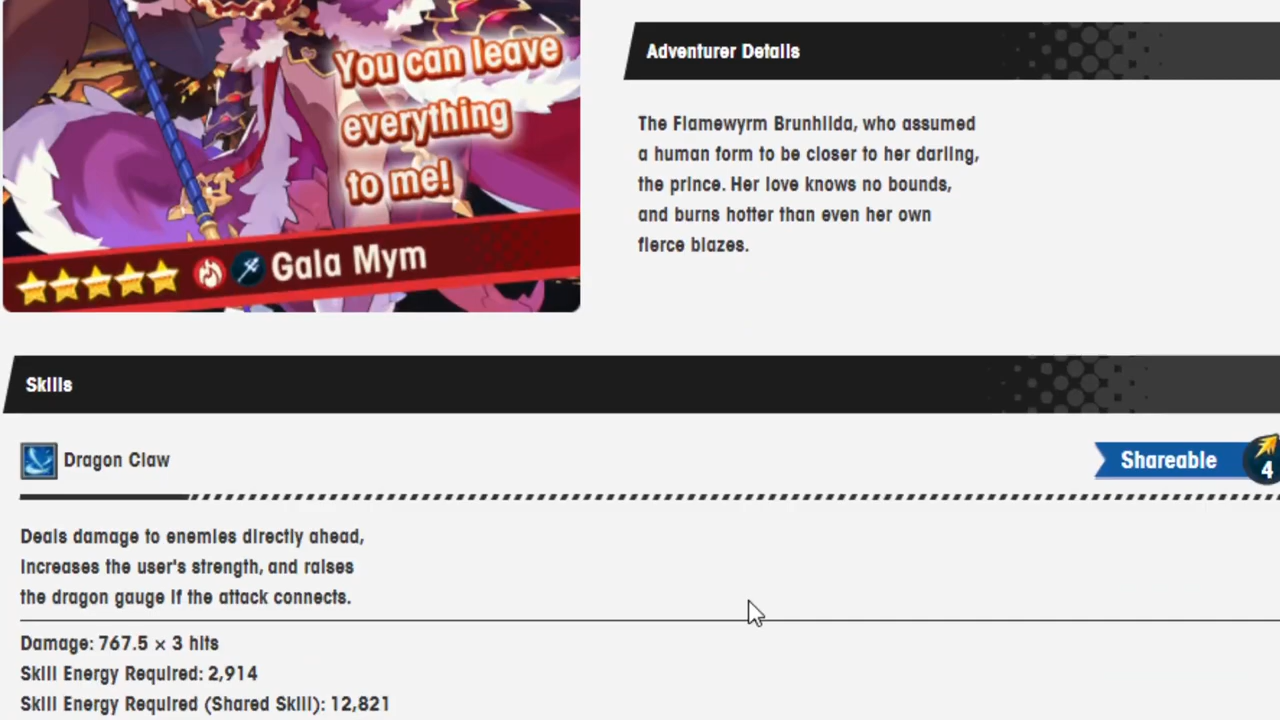 You can leave
everything
to me!
Gala Mym
Adventurer Details
The Flamewyrm Brunhilda, who assumed
a human form to be closer to her darling,
the prince. Her love knows no bounds,
and burns hotter than even her own
fierce blazes.
Skills
Dragon Claw
Shareable
4
Deals damage to enemies directly ahead,
increases the user's strength, and raises
the dragon gauge if the attack connects.
Damage: 767.5 × 3 hits
Skill Energy Required: 2,914
Skill Energy Required (Shared Skill): 12,821